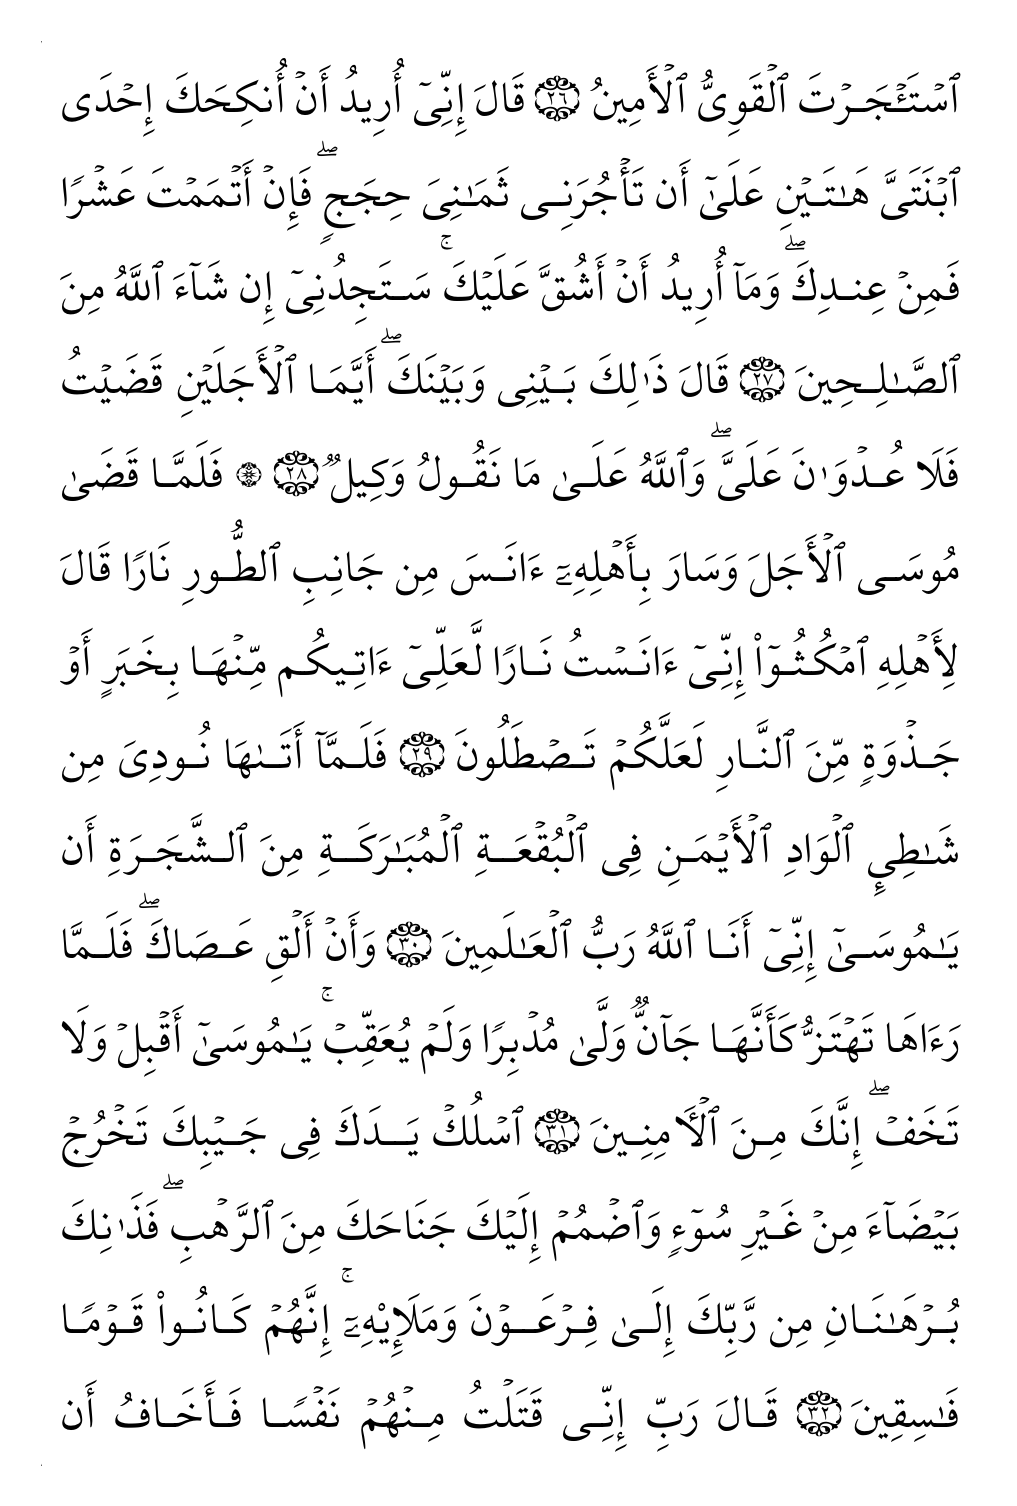 ٱسۡتَـٔۡجَرۡتَ ٱلۡقَوِيُّ ٱلۡأَمِينُ ٢٦ قَالَ إِنِّيٓ أُرِيدُ أَنۡ أُنكِحَكَ إِحۡدَى
ٱبۡنَتَيَّ هَٰتَيۡنِ عَلَىٰٓ أَن تَأۡجُرَنِي ثَمَٰنِيَ حِجَجٖۖ فَإِنۡ أَتۡمَمۡتَ عَشۡرٗا
فَمِنۡ عِندِكَۖ وَمَآ أُرِيدُ أَنۡ أَشُقَّ عَلَيۡكَۚ سَتَجِدُنِيٓ إِن شَآءَ ٱللَّهُ مِنَ
ٱلصَّٰلِحِينَ ٢٧ قَالَ ذَٰلِكَ بَيۡنِي وَبَيۡنَكَۖ أَيَّمَا ٱلۡأَجَلَيۡنِ قَضَيۡتُ
فَلَا عُدۡوَٰنَ عَلَيَّۖ وَٱللَّهُ عَلَىٰ مَا نَقُولُ وَكِيلٞ ٢٨ ۞ فَلَمَّا قَضَىٰ
مُوسَى ٱلۡأَجَلَ وَسَارَ بِأَهۡلِهِۦٓ ءَانَسَ مِن جَانِبِ ٱلطُّورِ نَارٗا قَالَ
لِأَهۡلِهِ ٱمۡكُثُوٓاْ إِنِّيٓ ءَانَسۡتُ نَارٗا لَّعَلِّيٓ ءَاتِيكُم مِّنۡهَا بِخَبَرٍ أَوۡ
جَذۡوَةٖ مِّنَ ٱلنَّارِ لَعَلَّكُمۡ تَصۡطَلُونَ ٢٩ فَلَمَّآ أَتَىٰهَا نُودِيَ مِن
شَٰطِيِٕ ٱلۡوَادِ ٱلۡأَيۡمَنِ فِي ٱلۡبُقۡعَةِ ٱلۡمُبَٰرَكَةِ مِنَ ٱلشَّجَرَةِ أَن
يَٰمُوسَىٰٓ إِنِّيٓ أَنَا ٱللَّهُ رَبُّ ٱلۡعَٰلَمِينَ ٣٠ وَأَنۡ أَلۡقِ عَصَاكَۖ فَلَمَّا
رَءَاهَا تَهۡتَزُّ كَأَنَّهَا جَآنّٞ وَلَّىٰ مُدۡبِرٗا وَلَمۡ يُعَقِّبۡۚ يَٰمُوسَىٰٓ أَقۡبِلۡ وَلَا
تَخَفۡۖ إِنَّكَ مِنَ ٱلۡأٓمِنِينَ ٣١ ٱسۡلُكۡ يَدَكَ فِي جَيۡبِكَ تَخۡرُجۡ
بَيۡضَآءَ مِنۡ غَيۡرِ سُوٓءٖ وَٱضۡمُمۡ إِلَيۡكَ جَنَاحَكَ مِنَ ٱلرَّهۡبِۖ فَذَٰنِكَ
بُرۡهَٰنَانِ مِن رَّبِّكَ إِلَىٰ فِرۡعَوۡنَ وَمَلَإِيْهِۦٓۚ إِنَّهُمۡ كَانُواْ قَوۡمٗا
فَٰسِقِينَ ٣٢ قَالَ رَبِّ إِنِّي قَتَلۡتُ مِنۡهُمۡ نَفۡسٗا فَأَخَافُ أَن